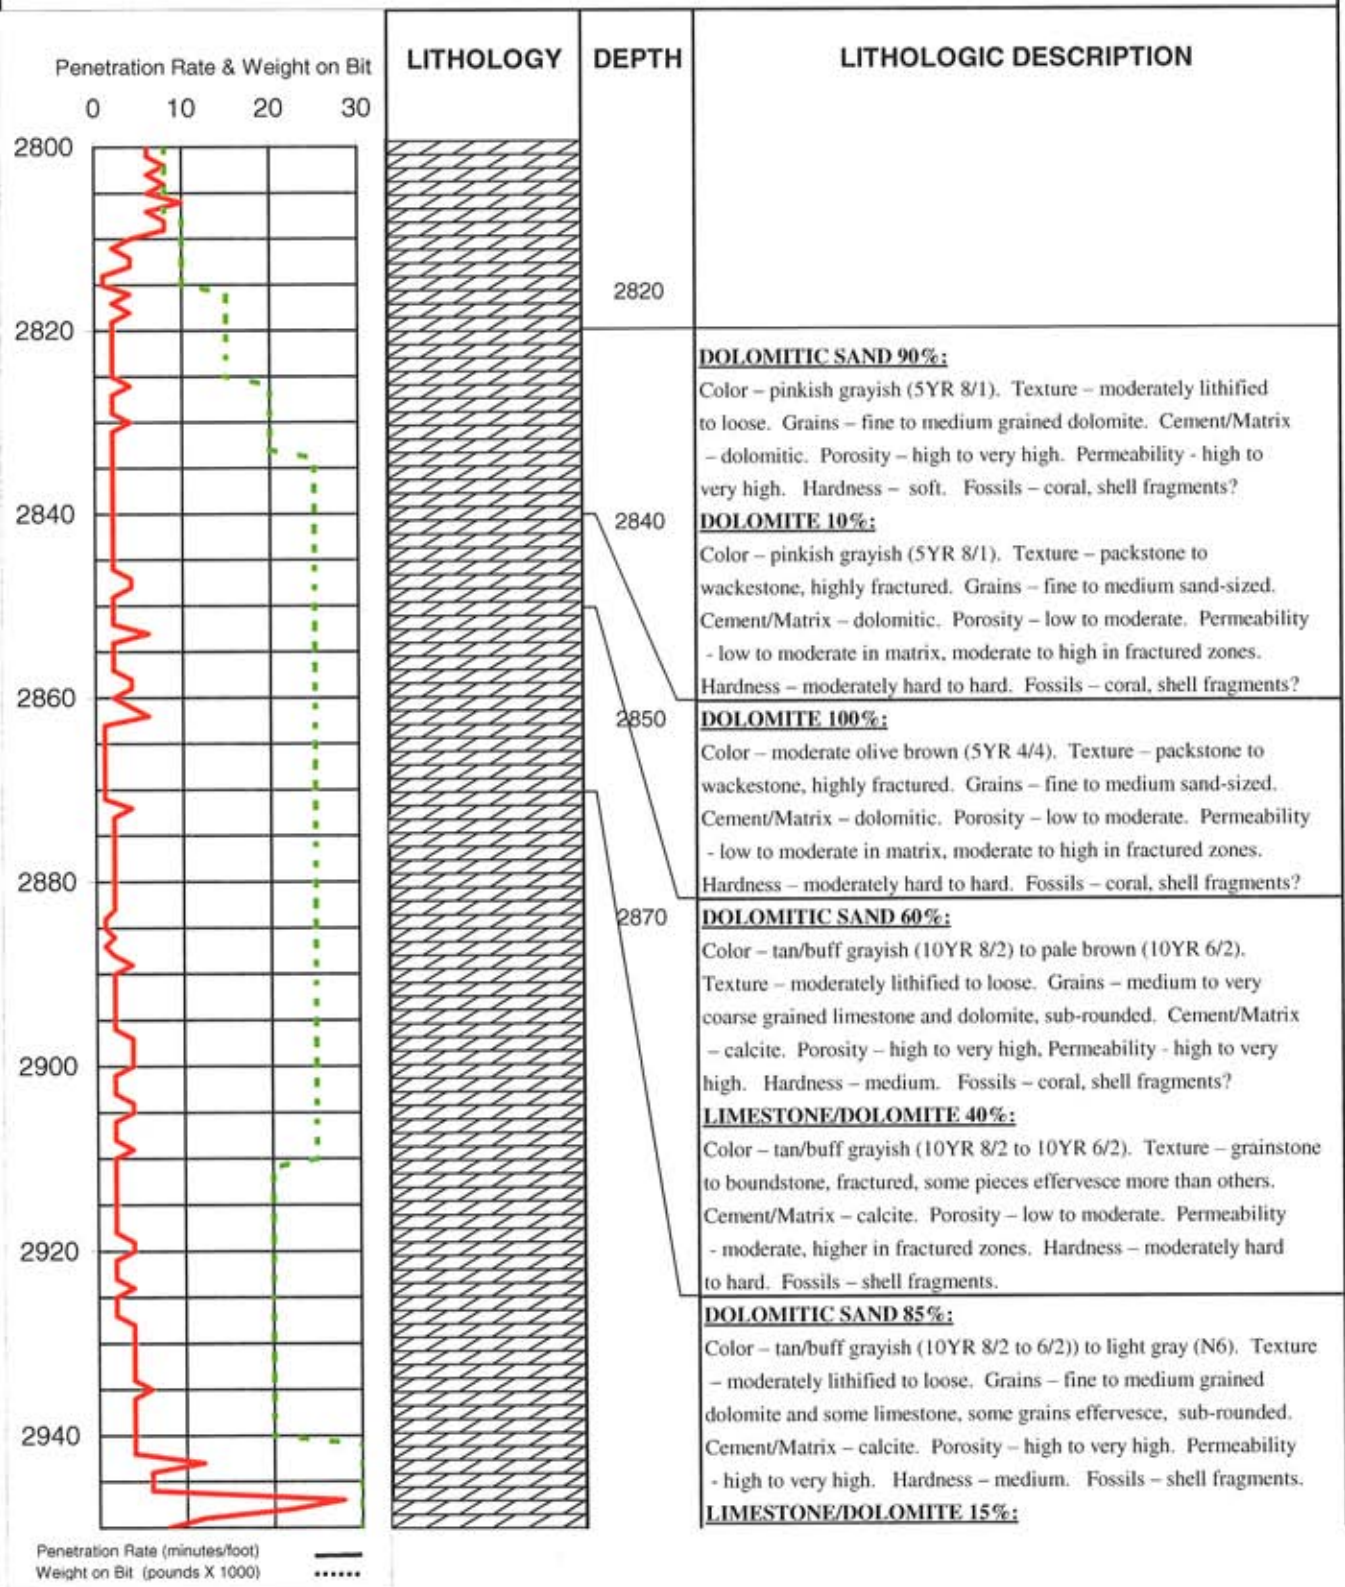 Penetration Rate & Weight on Bit
0 10 20 30
LITHOLOGY
DEPTH
LITHOLOGIC DESCRIPTION
2800
2820
2840
2860
2880
2900
2920
2940
Penetration Rate (minutes/foot)
Weight on Bit (pounds X 1000)
2820
2840
2850
2870
DOLOMITIC SAND 90%:
Color – pinkish grayish (5YR 8/1). Texture – moderately lithified
to loose. Grains – fine to medium grained dolomite. Cement/Matrix
– dolomitic. Porosity – high to very high. Permeability - high to
very high. Hardness – soft. Fossils – coral, shell fragments?
DOLOMITE 10%:
Color – pinkish grayish (5YR 8/1). Texture – packstone to
wackestone, highly fractured. Grains – fine to medium sand-sized.
Cement/Matrix – dolomitic. Porosity – low to moderate. Permeability
- low to moderate in matrix, moderate to high in fractured zones.
Hardness – moderately hard to hard. Fossils – coral, shell fragments?
DOLOMITE 100%:
Color – moderate olive brown (5YR 4/4). Texture – packstone to
wackestone, highly fractured. Grains – fine to medium sand-sized.
Cement/Matrix – dolomitic. Porosity – low to moderate. Permeability
- low to moderate in matrix, moderate to high in fractured zones.
Hardness – moderately hard to hard. Fossils – coral, shell fragments?
DOLOMITIC SAND 60%:
Color – tan/buff grayish (10YR 8/2) to pale brown (10YR 6/2).
Texture – moderately lithified to loose. Grains – medium to very
coarse grained limestone and dolomite, sub-rounded. Cement/Matrix
– calcite. Porosity – high to very high, Permeability - high to very
high. Hardness – medium. Fossils – coral, shell fragments?
LIMESTONE/DOLOMITE 40%:
Color – tan/buff grayish (10YR 8/2 to 10YR 6/2). Texture – grainstone
to boundstone, fractured, some pieces effervesce more than others.
Cement/Matrix – calcite. Porosity – low to moderate. Permeability
- moderate, higher in fractured zones. Hardness – moderately hard
to hard. Fossils – shell fragments.
DOLOMITIC SAND 85%:
Color – tan/buff grayish (10YR 8/2 to 6/2)) to light gray (N6). Texture
– moderately lithified to loose. Grains – fine to medium grained
dolomite and some limestone, some grains effervesce, sub-rounded.
Cement/Matrix – calcite. Porosity – high to very high. Permeability
- high to very high. Hardness – medium. Fossils – shell fragments.
LIMESTONE/DOLOMITE 15%: